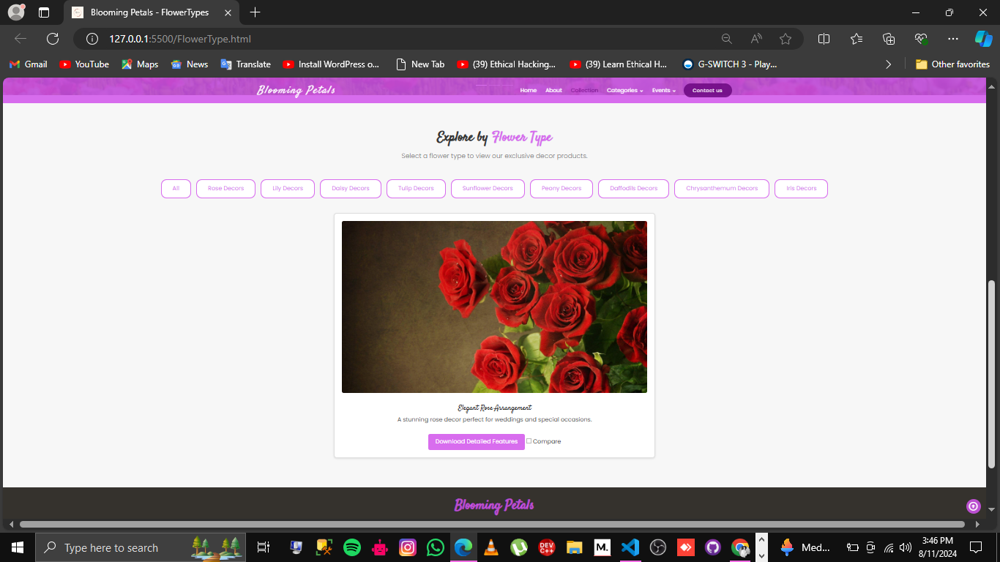 Blooming Petals - FlowerTypes
127.0.0.1:5500/FlowerType.html
Gmail YouTube Maps News Translate Install WordPress o... New Tab (39) Ethical Hacking... (39) Learn Ethical H... G-SWITCH 3 - Play... Other favorites
Blooming Petals Home About Collection Categories Events Contact us
Explore by Flower Type
Select a flower type to view our exclusive decor products.
All Rose Decors Lily Decors Daisy Decors Tulip Decors Sunflower Decors Peony Decors Daffodils Decors Chrysanthemum Decors Iris Decors
Elegant Rose Arrangement
A stunning rose decor perfect for weddings and special occasions.
Download Detailed Features Compare
Blooming Petals
Type here to search DEV C++ M. Med... 3:46 PM
8/11/2024